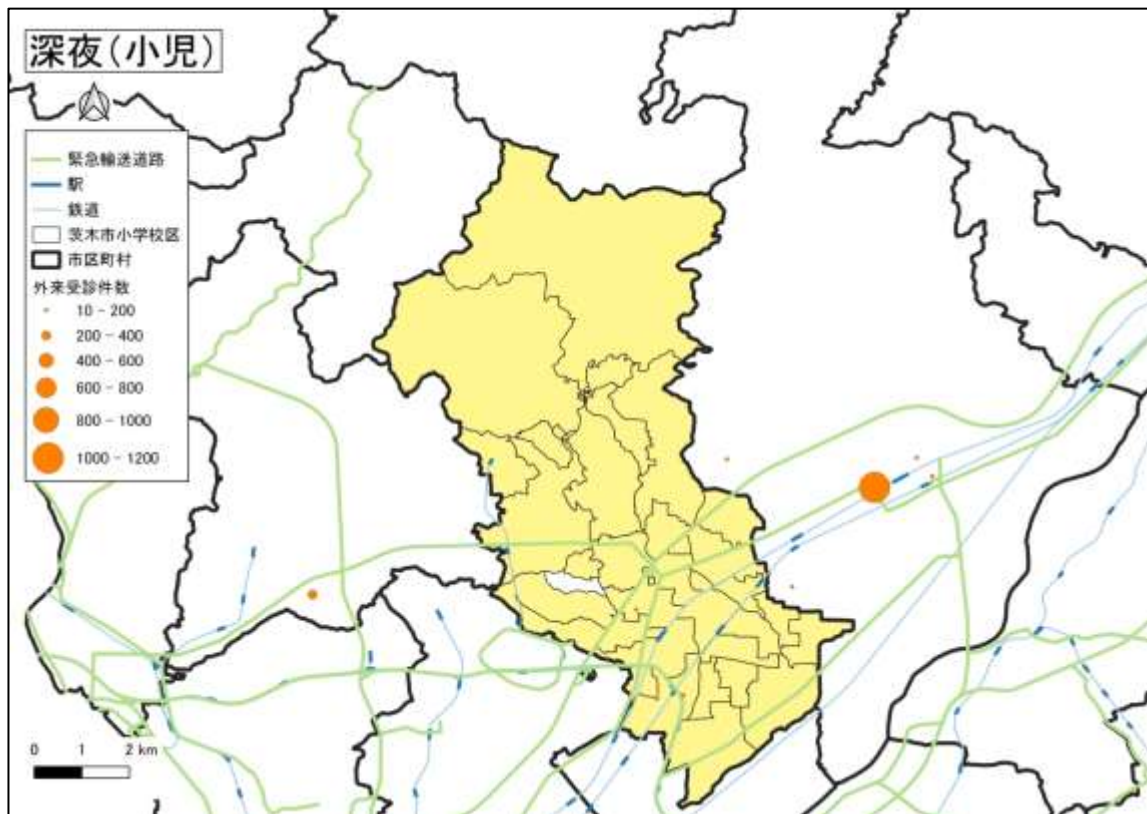 深夜(小児)
緊急輸送道路
駅
鉄道
茨木市小学校区
市区町村
外来受診件数
10 - 200
200 - 400
400 - 600
600 - 800
800 - 1000
1000 - 1200
0 1 2 km